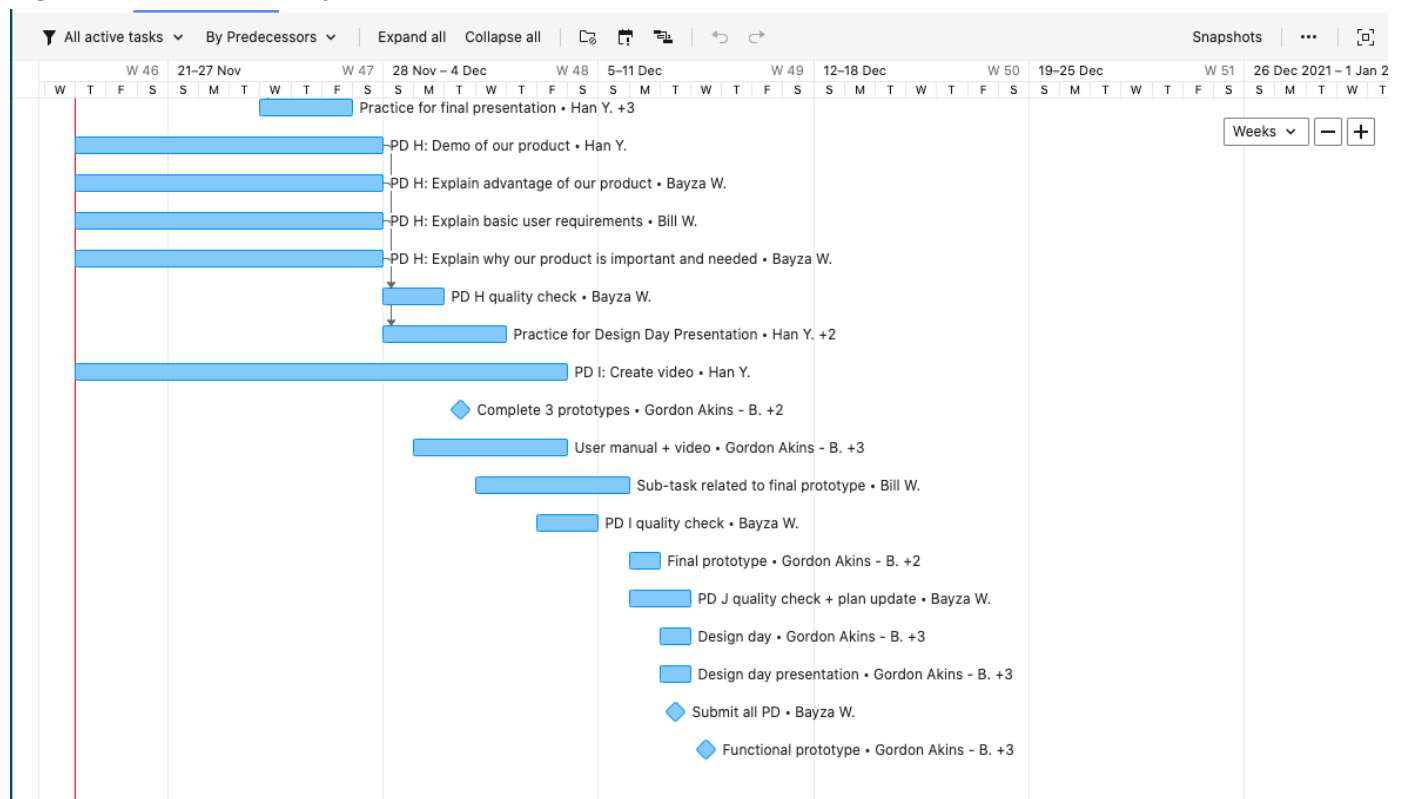 All active tasks By Predecessors Expand all Collapse all Snapshots
W 46 21–27 Nov W 47 28 Nov – 4 Dec W 48 5–11 Dec W 49 12–18 Dec W 50 19–25 Dec W 51 26 Dec 2021 – 1 Jan 2
W T F S S M T W T F S S M T W T F S S M T W T F S S M T W T F S S M T W T F S S M T W T
Practice for final presentation • Han Y. +3
Weeks
PD H: Demo of our product • Han Y.
PD H: Explain advantage of our product • Bayza W.
PD H: Explain basic user requirements • Bill W.
PD H: Explain why our product is important and needed • Bayza W.
PD H quality check • Bayza W.
Practice for Design Day Presentation • Han Y. +2
PD I: Create video • Han Y.
Complete 3 prototypes • Gordon Akins - B. +2
User manual + video • Gordon Akins - B. +3
Sub-task related to final prototype • Bill W.
PD I quality check • Bayza W.
Final prototype • Gordon Akins - B. +2
PD J quality check + plan update • Bayza W.
Design day • Gordon Akins - B. +3
Design day presentation • Gordon Akins - B. +3
Submit all PD • Bayza W.
Functional prototype • Gordon Akins - B. +3